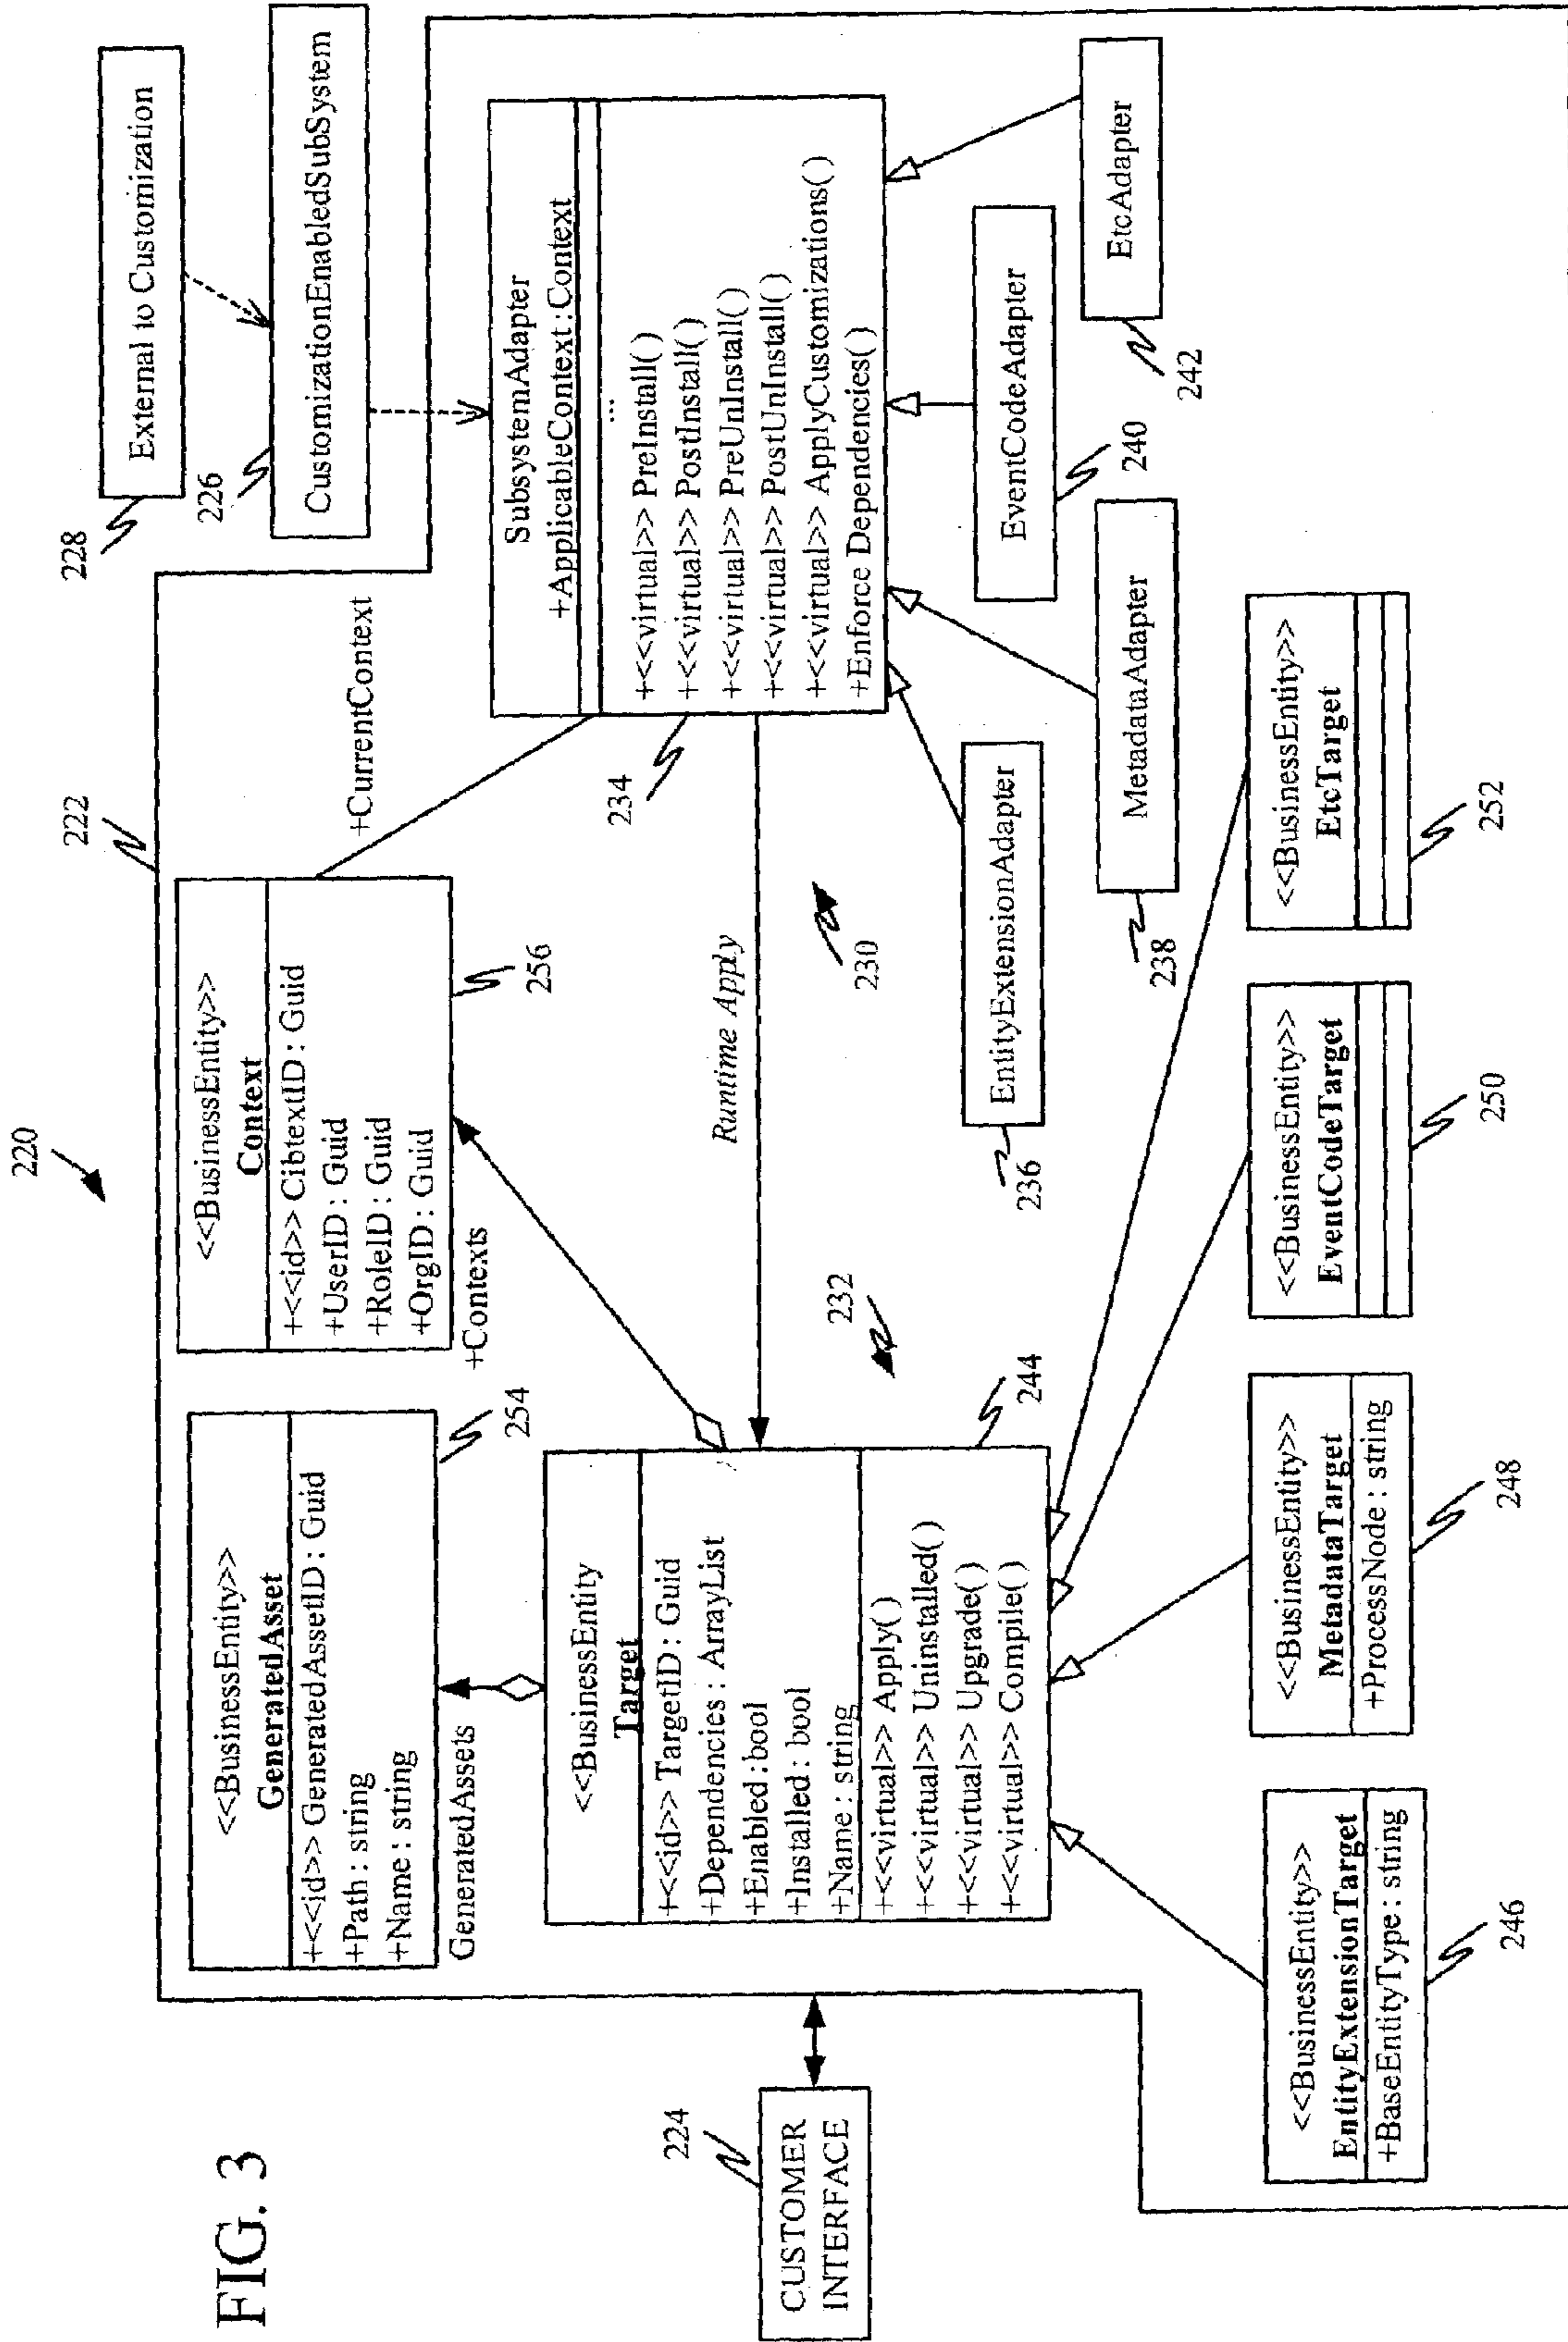 FIG. 3
220
222
228
External to Customization
226
CustomizationEnabledSubSystem
<<BusinessEntity>>
GeneratedAsset
+<<id>> GeneratedAssetID : Guid
+Path : string
+Name : string
GeneratedAssets
254
<<BusinessEntity>>
Context
+<<id>> CibtextID : Guid
+UserID : Guid
+RoleID : Guid
+OrgID : Guid
+Contexts
256
+CurrentContext
SubsystemAdapter
+ApplicableContext : Context
...
+<<virtual>> PreInstall( )
+<<virtual>> PostInstall( )
+<<virtual>> PreUnInstall( )
+<<virtual>> PostUnInstall( )
+<<virtual>> ApplyCustomizations( )
+Enforce Dependencies( )
234
Runtime Apply
<<BusinessEntity
Target
+<<id>> TargetID : Guid
+Dependencies : ArrayList
+Enabled : bool
+Installed : bool
+Name : string
+<<virtual>> Apply( )
+<<virtual>> Uninstalled( )
+<<virtual>> Upgrade( )
+<<virtual>> Compile( )
244
232
230
224
CUSTOMER
INTERFACE
EntityExtensionAdapter
236
MetadataAdapter
238
EventCodeAdapter
240
EtcAdapter
242
<<BusinessEntity>>
EntityExtensionTarget
+BaseEntityType : string
246
<<BusinessEntity>>
MetadataTarget
+ProcessNode : string
248
<<BusinessEntity>>
EventCodeTarget
250
<<BusinessEntity>>
EtcTarget
252